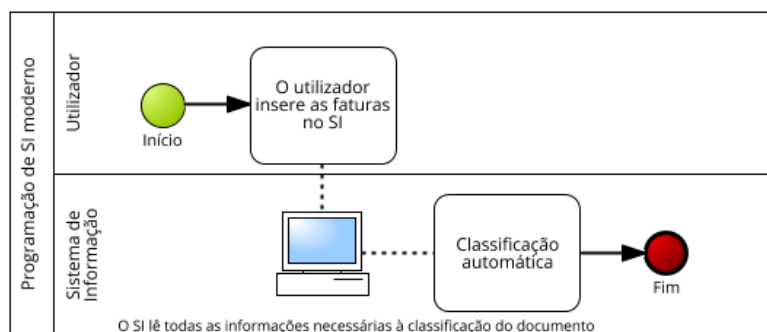 Programação de SI moderno
Utilizador
Início
O utilizador
insere as faturas
no SI
Sistema de
Informação
Classificação
automática
Fim
O SI lê todas as informações necessárias à classificação do documento